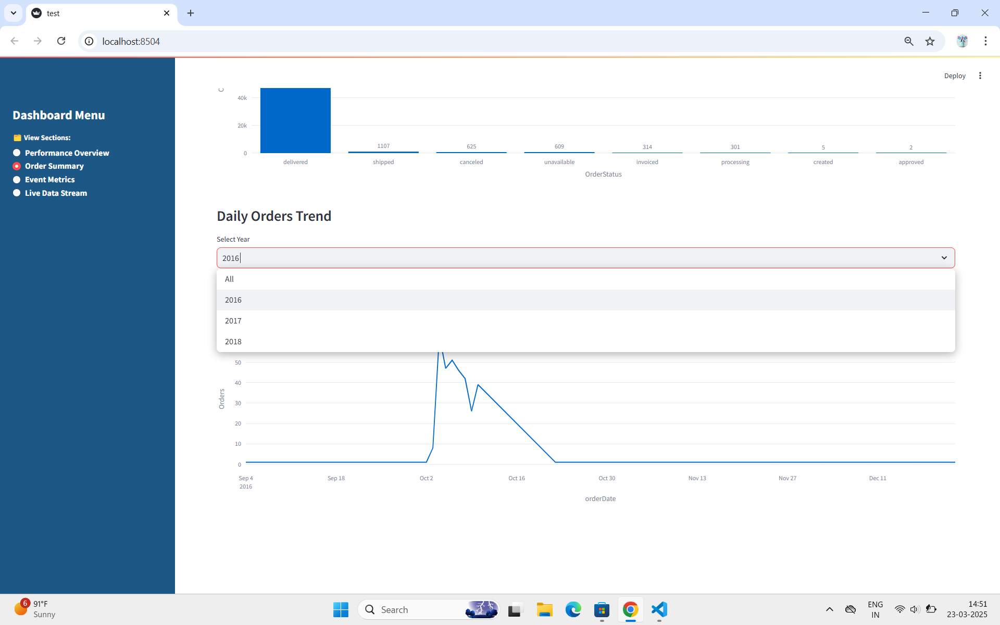 test
localhost:8504
Deploy
Dashboard Menu
View Sections:
Performance Overview
Order Summary
Event Metrics
Live Data Stream
40k
20k
0
1107
625
609
314
301
5
2
delivered
shipped
canceled
unavailable
invoiced
processing
created
approved
OrderStatus
Daily Orders Trend
Select Year
2016
All
2016
2017
2018
50
40
30
20
10
0
Orders
Sep 4
2016
Sep 18
Oct 2
Oct 16
Oct 30
Nov 13
Nov 27
Dec 11
orderDate
6
91°F
Sunny
Search
ENG
IN
14:51
23-03-2025